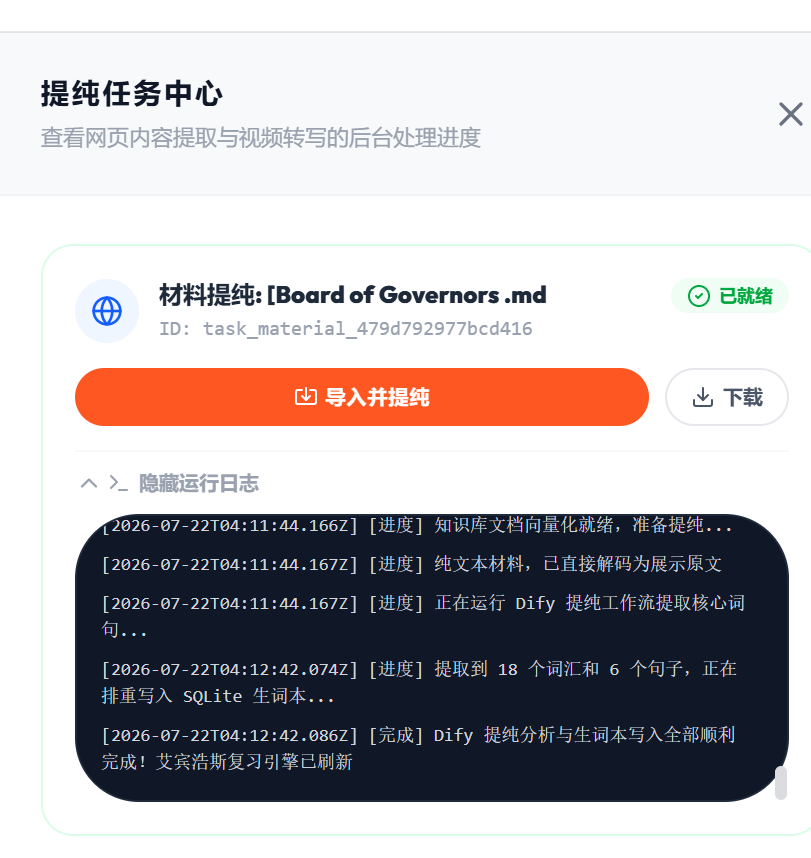 提纯任务中心
查看网页内容提取与视频转写的后台处理进度
材料提纯: [Board of Governors .md
已就绪
ID: task_material_479d792977bcd416
导入并提纯
下载
隐藏运行日志
[2026-07-22T04:11:44.166Z] [进度] 知识库文档向量化就绪，准备提纯...
[2026-07-22T04:11:44.167Z] [进度] 纯文本材料，已直接解码为展示原文
[2026-07-22T04:11:44.167Z] [进度] 正在运行 Dify 提纯工作流提取核心词
句...
[2026-07-22T04:12:42.074Z] [进度] 提取到 18 个词汇和 6 个句子，正在
排重写入 SQLite 生词本...
[2026-07-22T04:12:42.086Z] [完成] Dify 提纯分析与生词本写入全部顺利
完成！艾宾浩斯复习引擎已刷新